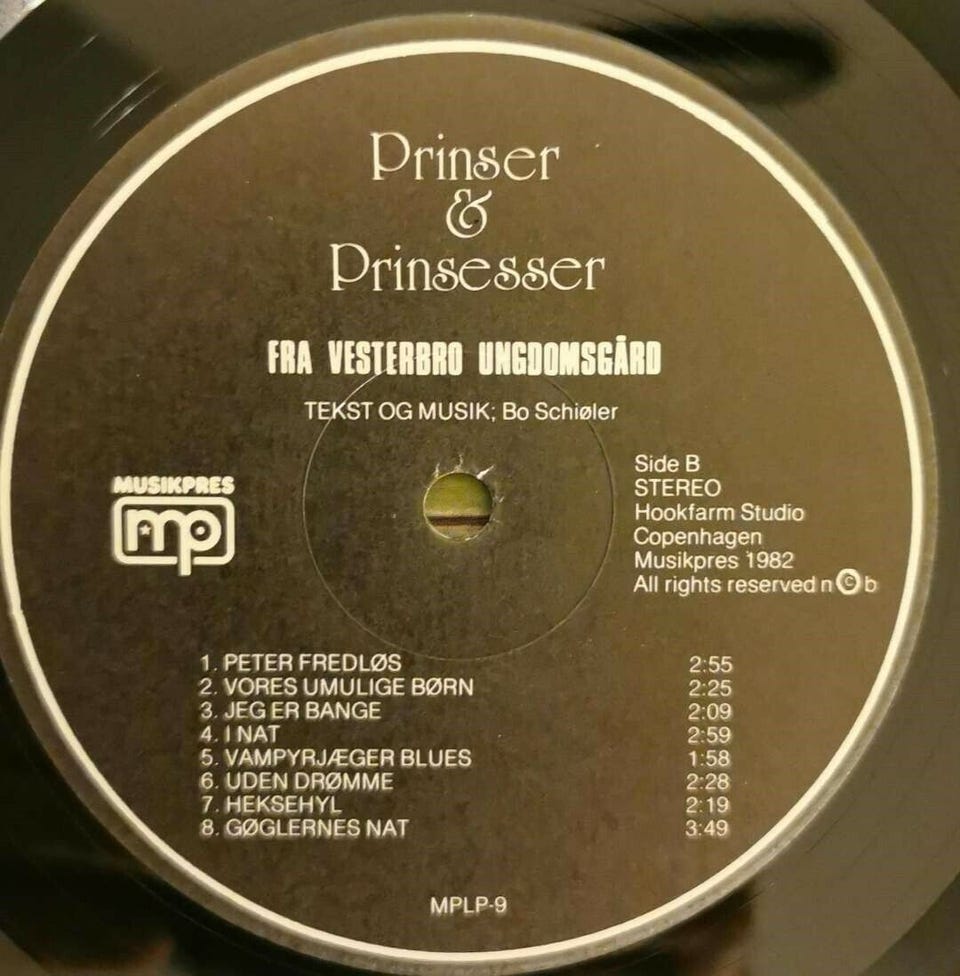 Prinser
&
Prinsesser
FRA VESTERBRO UNGDOMSGÅRD
TEKST OG MUSIK; Bo Schiøler
MUSIKPRES
mp
Side B
STEREO
Hookfarm Studio
Copenhagen
Musikpres 1982
All rights reserved n © b
1. PETER FREDLØS 2:55
2. VORES UMULIGE BØRN 2:25
3. JEG ER BANGE 2:09
4. I NAT 2:59
5. VAMPYRJÆGER BLUES 1:58
6. UDEN DRØMME 2:28
7. HEKSEHYL 2:19
8. GØGLERNES NAT 3:49
MPLP-9